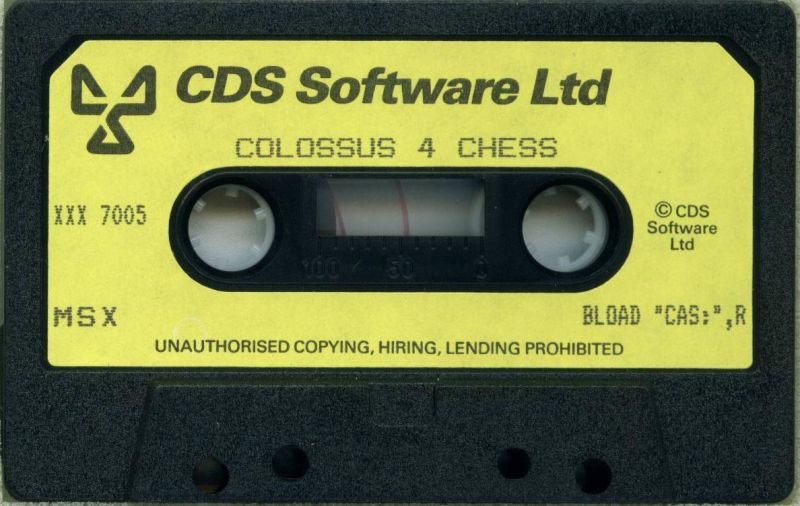 CDS Software Ltd
COLOSSUS 4 CHESS
XXX 7005
© CDS
Software
Ltd
100 50 0
MSX
BLOAD "CAS:",R
UNAUTHORISED COPYING, HIRING, LENDING PROHIBITED